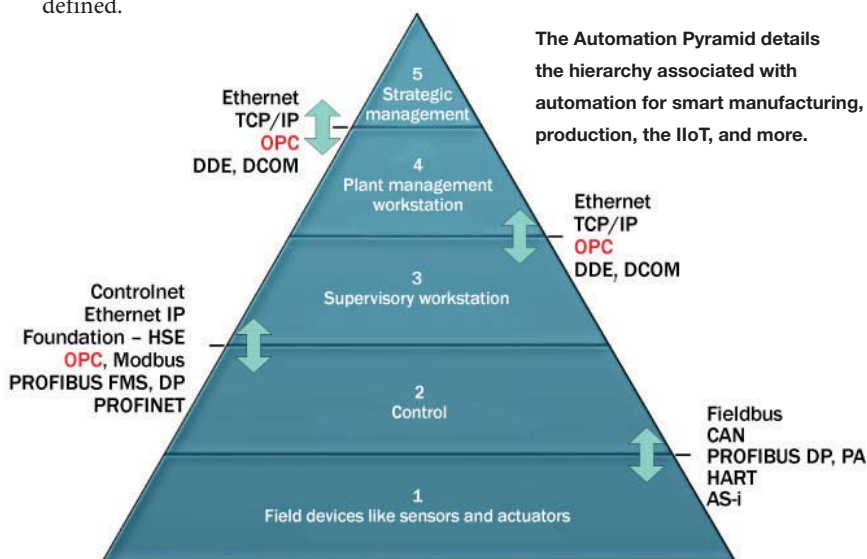 defined.
The Automation Pyramid details
the hierarchy associated with
automation for smart manufacturing,
production, the IIoT, and more.
5
Strategic
management
Ethernet
TCP/IP
OPC
DDE, DCOM
4
Plant management
workstation
Ethernet
TCP/IP
OPC
DDE, DCOM
3
Supervisory workstation
Controlnet
Ethernet IP
Foundation – HSE
OPC, Modbus
PROFIBUS FMS, DP
PROFINET
2
Control
Fieldbus
CAN
PROFIBUS DP, PA
HART
AS-i
1
Field devices like sensors and actuators